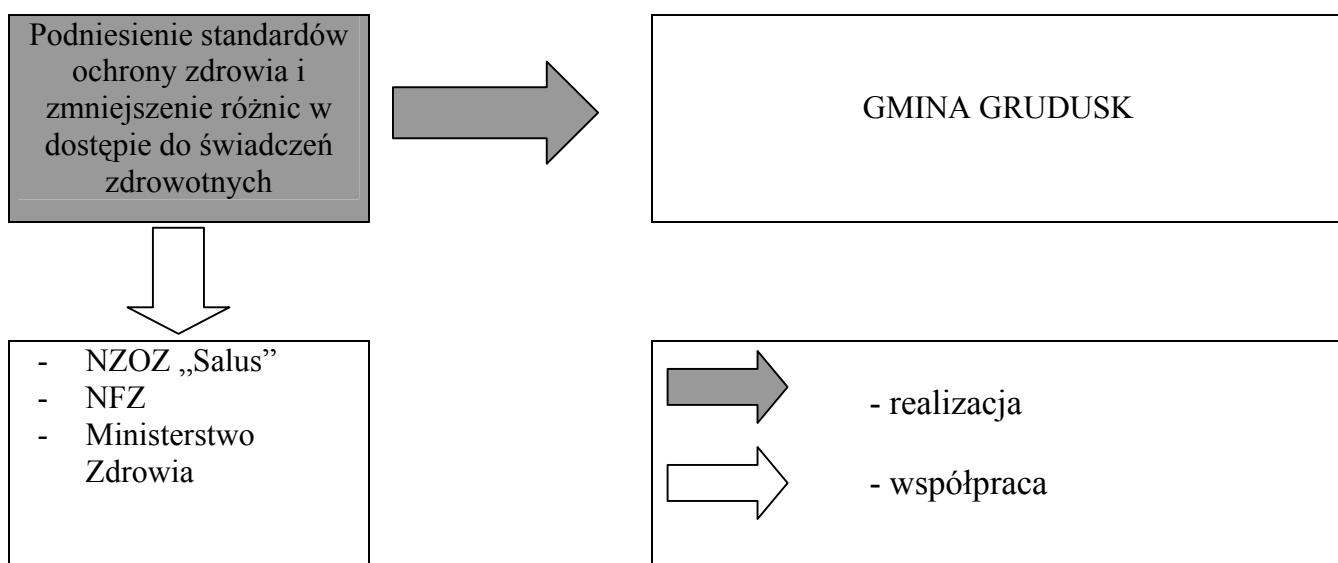 Podniesienie standardów
ochrony zdrowia i
zmniejszenie różnic w
dostępie do świadczeń
zdrowotnych
GMINA GRUDUSK
- NZOZ „Salus”
- NFZ
- Ministerstwo
Zdrowia
- realizacja
- współpraca